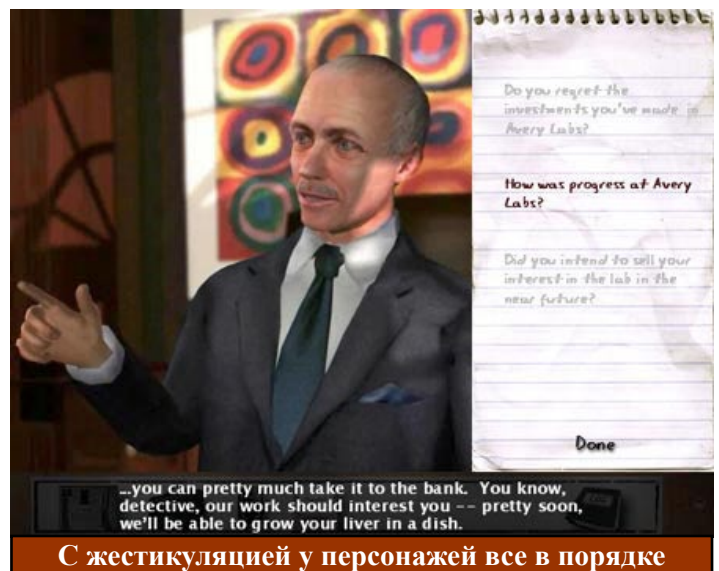 Do you regret the
investments you've made in
Avery Labs?
How was progress at Avery
Labs?
Did you intend to sell your
interest in the lab in the
near future?
Done
...you can pretty much take it to the bank. You know,
detective, our work should interest you -- pretty soon,
we'll be able to grow your liver in a dish.
С жестикуляцией у персонажей все в порядке